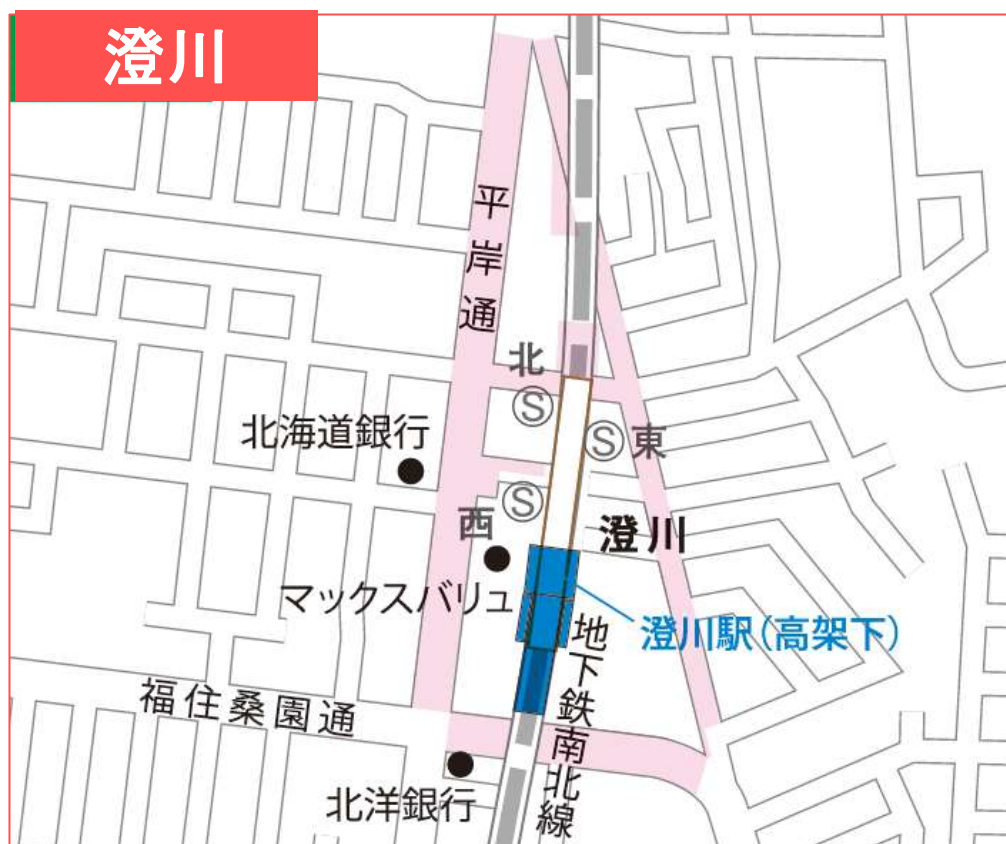 澄川
平岸通
北
Ⓢ
Ⓢ東
北海道銀行
Ⓢ
西
澄川
マックスバリュ
澄川駅(高架下)
地下鉄南北線
福住桑園通
北洋銀行